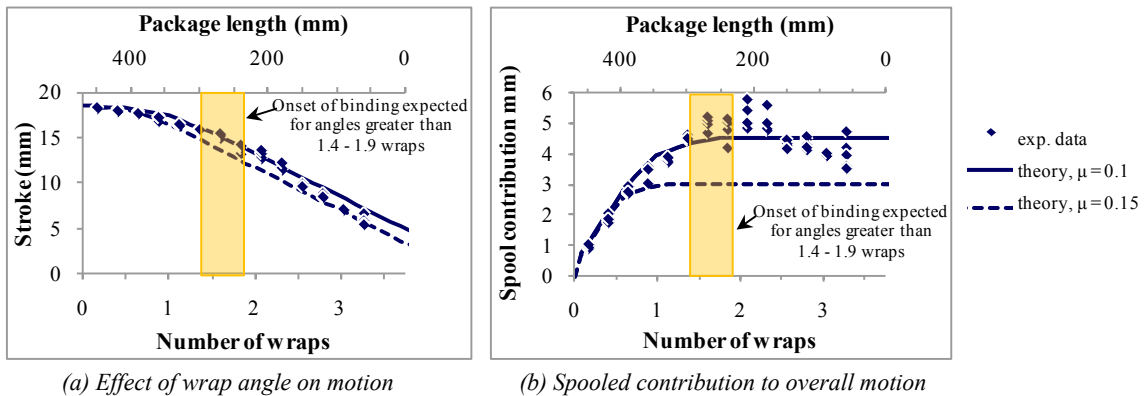 Package length (mm)
400 200 0
20
15
10
5
0
Stroke (mm)
Onset of binding expected
for angles greater than
1.4 - 1.9 wraps
0 1 2 3
Number of wraps
(a) Effect of wrap angle on motion
Package length (mm)
400 200 0
6
5
4
3
2
1
0
Spool contribution mm)
Onset of binding expected
for angles greater than
1.4 - 1.9 wraps
0 1 2 3
Number of wraps
(b) Spooled contribution to overall motion
exp. data
theory, μ = 0.1
theory, μ = 0.15